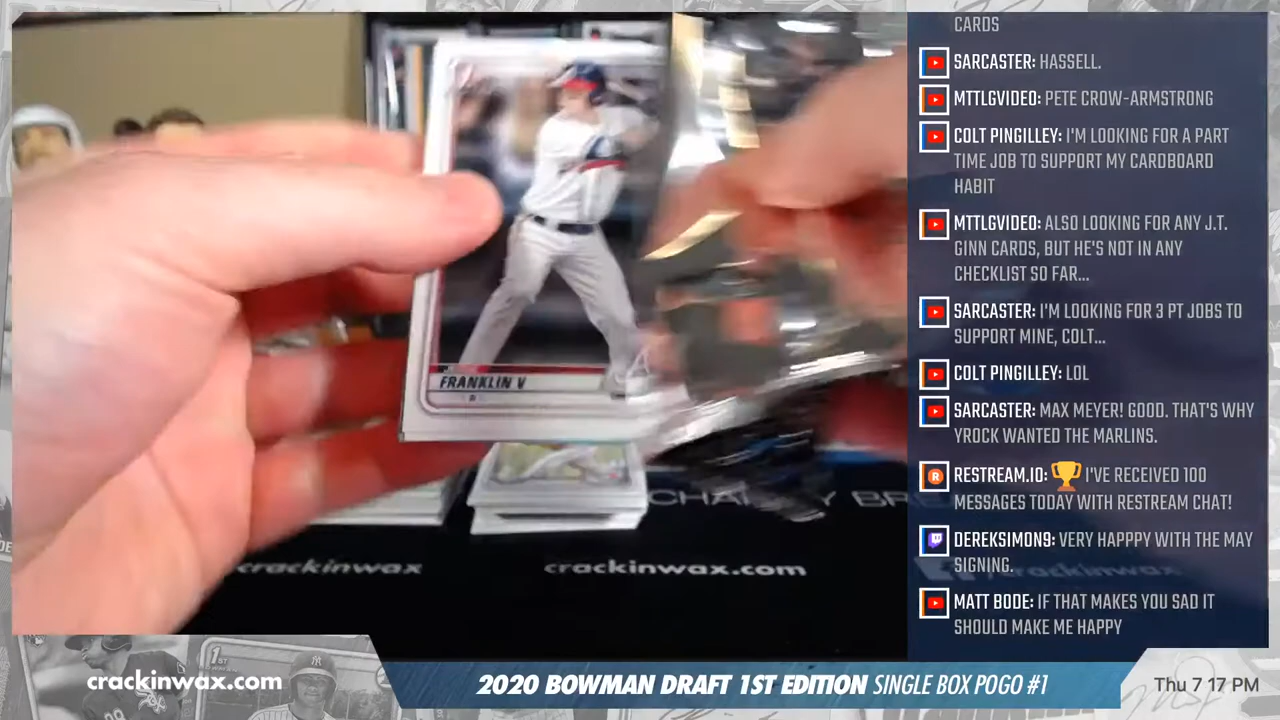 FRANKLIN V
crackinwax
crackinwax.com
CARDS
SARCASTER: HASSELL.
MTTLGVIDEO: PETE CROW-ARMSTRONG
COLT PINGILLEY: I'M LOOKING FOR A PART
TIME JOB TO SUPPORT MY CARDBOARD
HABIT
MTTLGVIDEO: ALSO LOOKING FOR ANY J.T.
GINN CARDS, BUT HE'S NOT IN ANY
CHECKLIST SO FAR...
SARCASTER: I'M LOOKING FOR 3 PT JOBS TO
SUPPORT MINE, COLT...
COLT PINGILLEY: LOL
SARCASTER: MAX MEYER! GOOD. THAT'S WHY
YROCK WANTED THE MARLINS.
RESTREAM.IO: 🏆 I'VE RECEIVED 100
MESSAGES TODAY WITH RESTREAM CHAT!
DEREKSIMON9: VERY HAPPPY WITH THE MAY
SIGNING.
MATT BODE: IF THAT MAKES YOU SAD IT
SHOULD MAKE ME HAPPY
crackinwax.com
2020 BOWMAN DRAFT 1ST EDITION SINGLE BOX POGO #1
Thu 7 17 PM